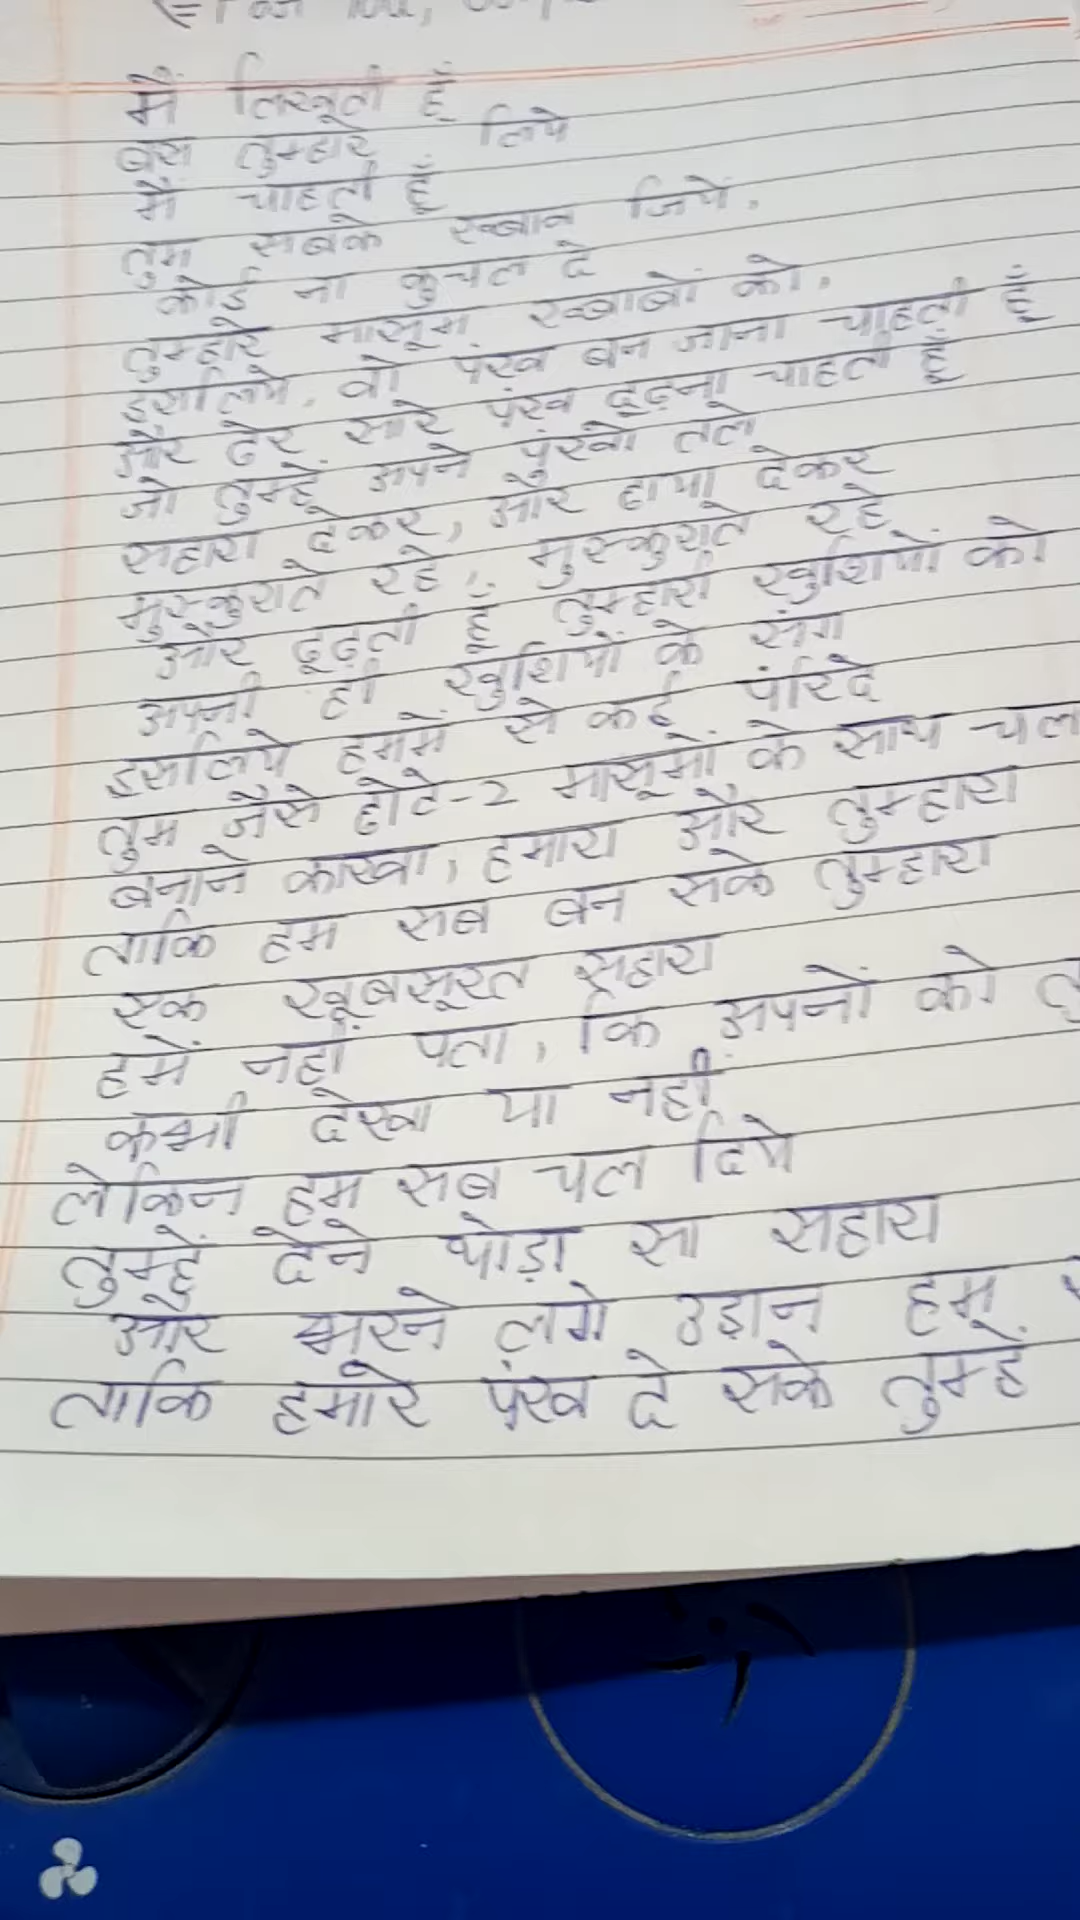 मैं लिखती हूँ
बस तुम्हारे लिये
मैं चाहती हूँ
तुम सबके ख्बाब जियें,
कोई ना कुचल दे
तुम्हारे मासूम ख्बाबों को,
इसलिये, वो पंख बन जाना चाहती हूँ
और ढेर सारे पंख ढूढ़ना चाहती हूँ
जो तुम्हें अपने पंखो तले
सहारा देकर, और छाया देकर
मुस्कुराते रहे, मुस्कुराते रहे
और ढूढ़ती हूँ तुम्हारी खुशियों को
अपनी ही खुशियों के संग
इसलिये हममें से कई परिंदे
तुम जैसे छोटे-2 मासूमों के साथ चल
बनाने कारवा, हमारा और तुम्हारा
ताकि हम सब बन सके तुम्हारा
एक खूबसूरत सहारा
हमें नहीं पता, कि अपनों को
कभी देखा या नहीं
लेकिन हम सब चल दिये
तुम्हें देने थोड़ा सा सहारा
और भरने लगे उड़ान हम
ताकि हमारे पंख दे सके तुम्हें